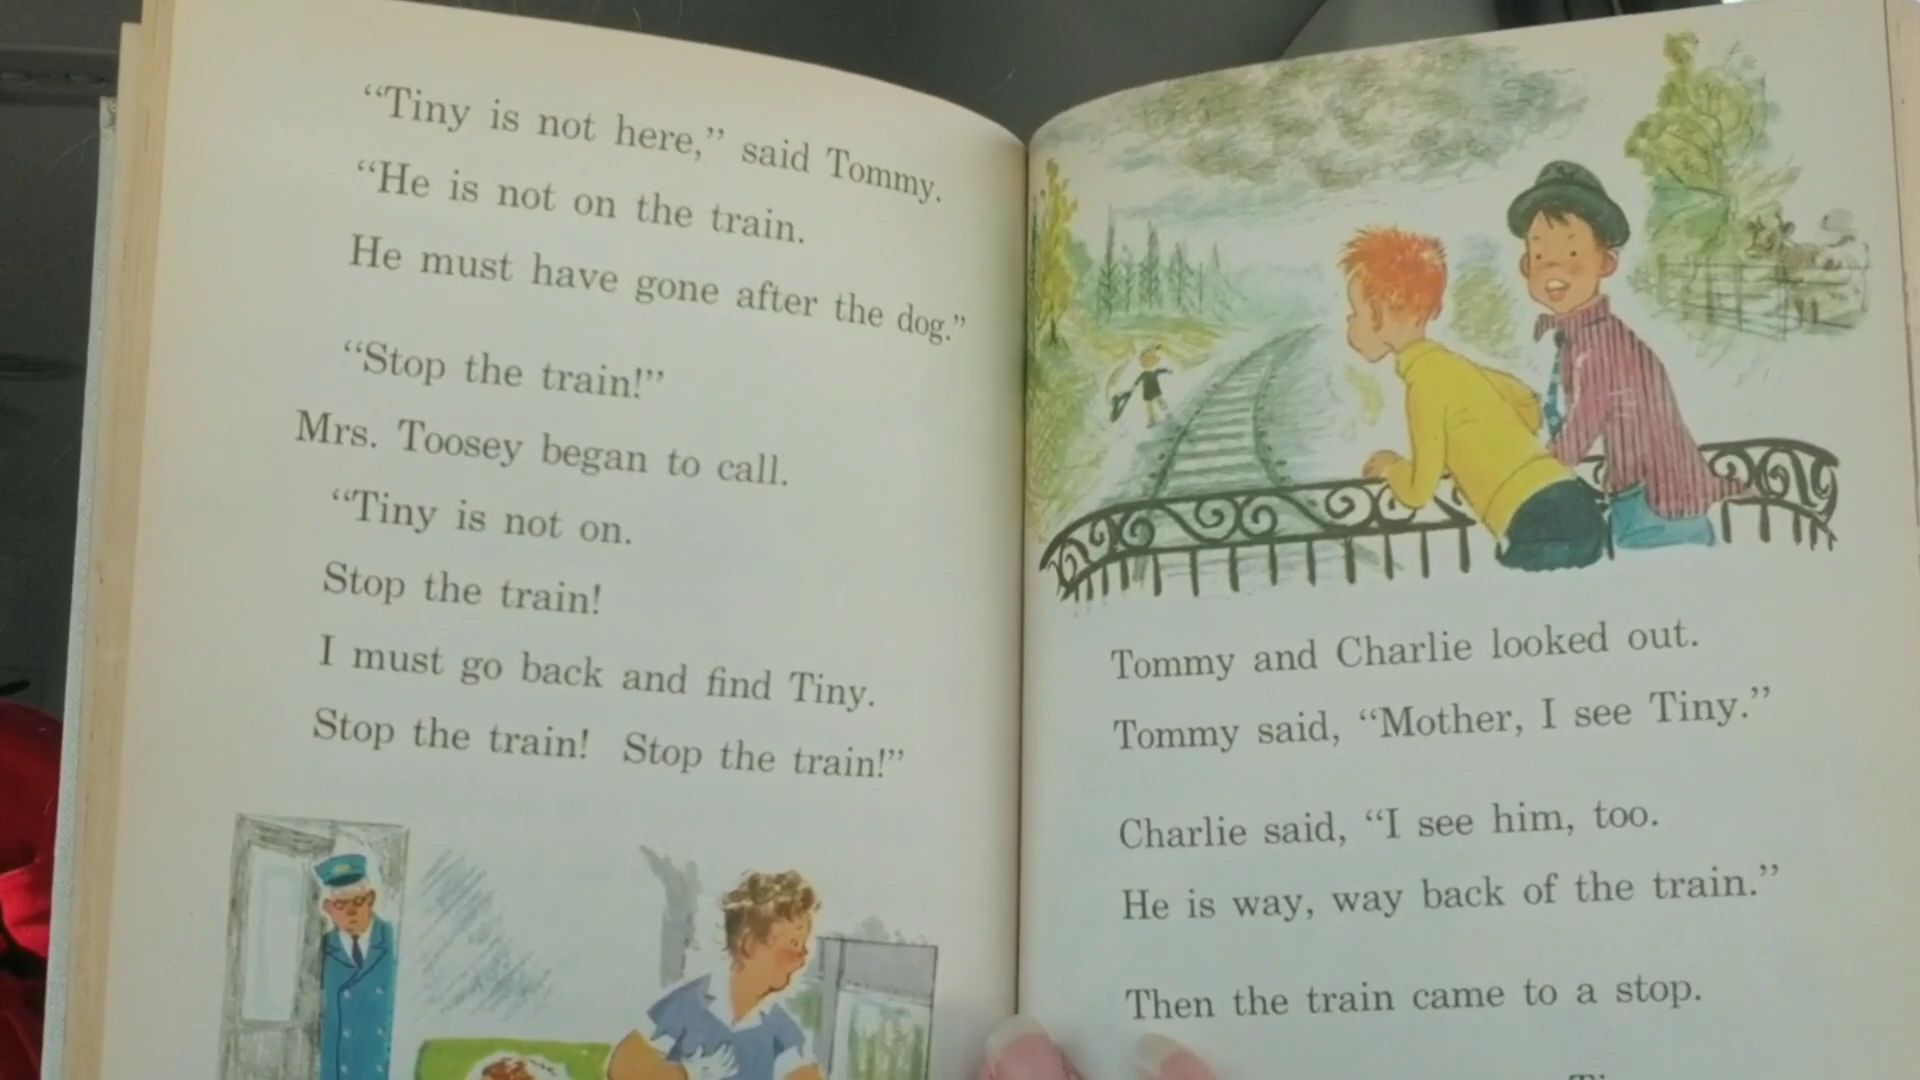 “Tiny is not here,” said Tommy.
“He is not on the train.
He must have gone after the dog.”
“Stop the train!”
Mrs. Toosey began to call.
“Tiny is not on.
Stop the train!
I must go back and find Tiny.
Stop the train! Stop the train!”
Tommy and Charlie looked out.
Tommy said, “Mother, I see Tiny.”
Charlie said, “I see him, too.
He is way, way back of the train.”
Then the train came to a stop.